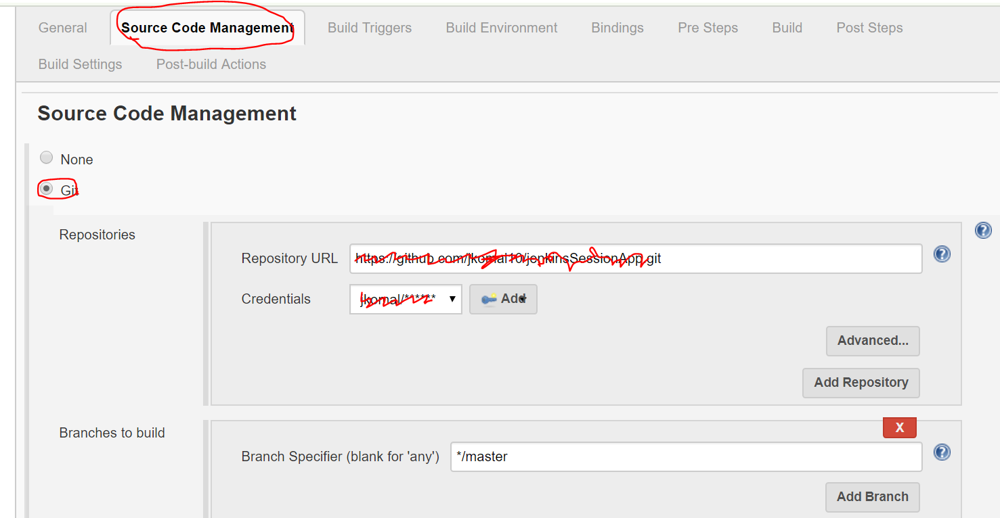 General
Source Code Management
Build Triggers
Build Environment
Bindings
Pre Steps
Build
Post Steps
Build Settings
Post-build Actions
Source Code Management
None
Git
Repositories
Repository URL
https://github.com/jkomal10/jenkinsSessionApp.git
Credentials
jkomal/******
Add
Advanced...
Add Repository
Branches to build
X
Branch Specifier (blank for 'any')
*/master
Add Branch